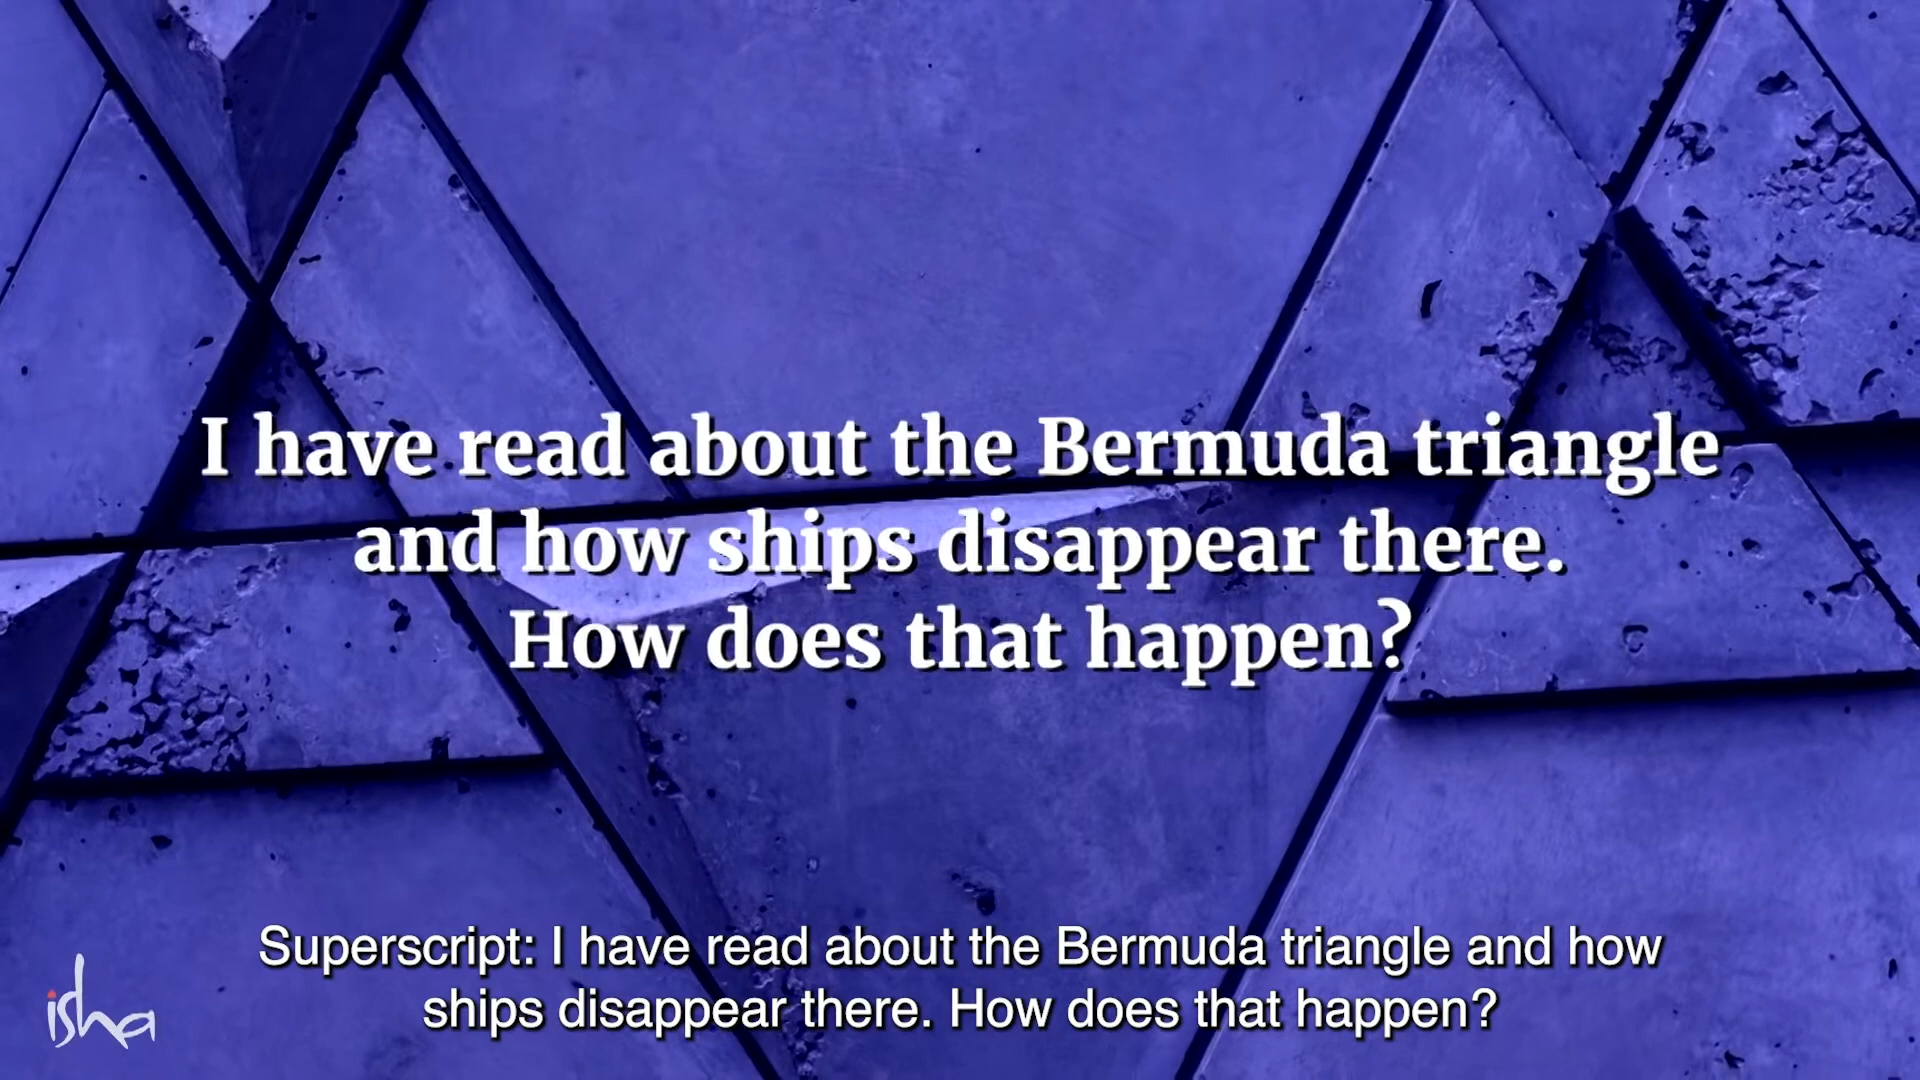 I have read about the Bermuda triangle
and how ships disappear there.
How does that happen?
Superscript: I have read about the Bermuda triangle and how
ships disappear there. How does that happen?
isha